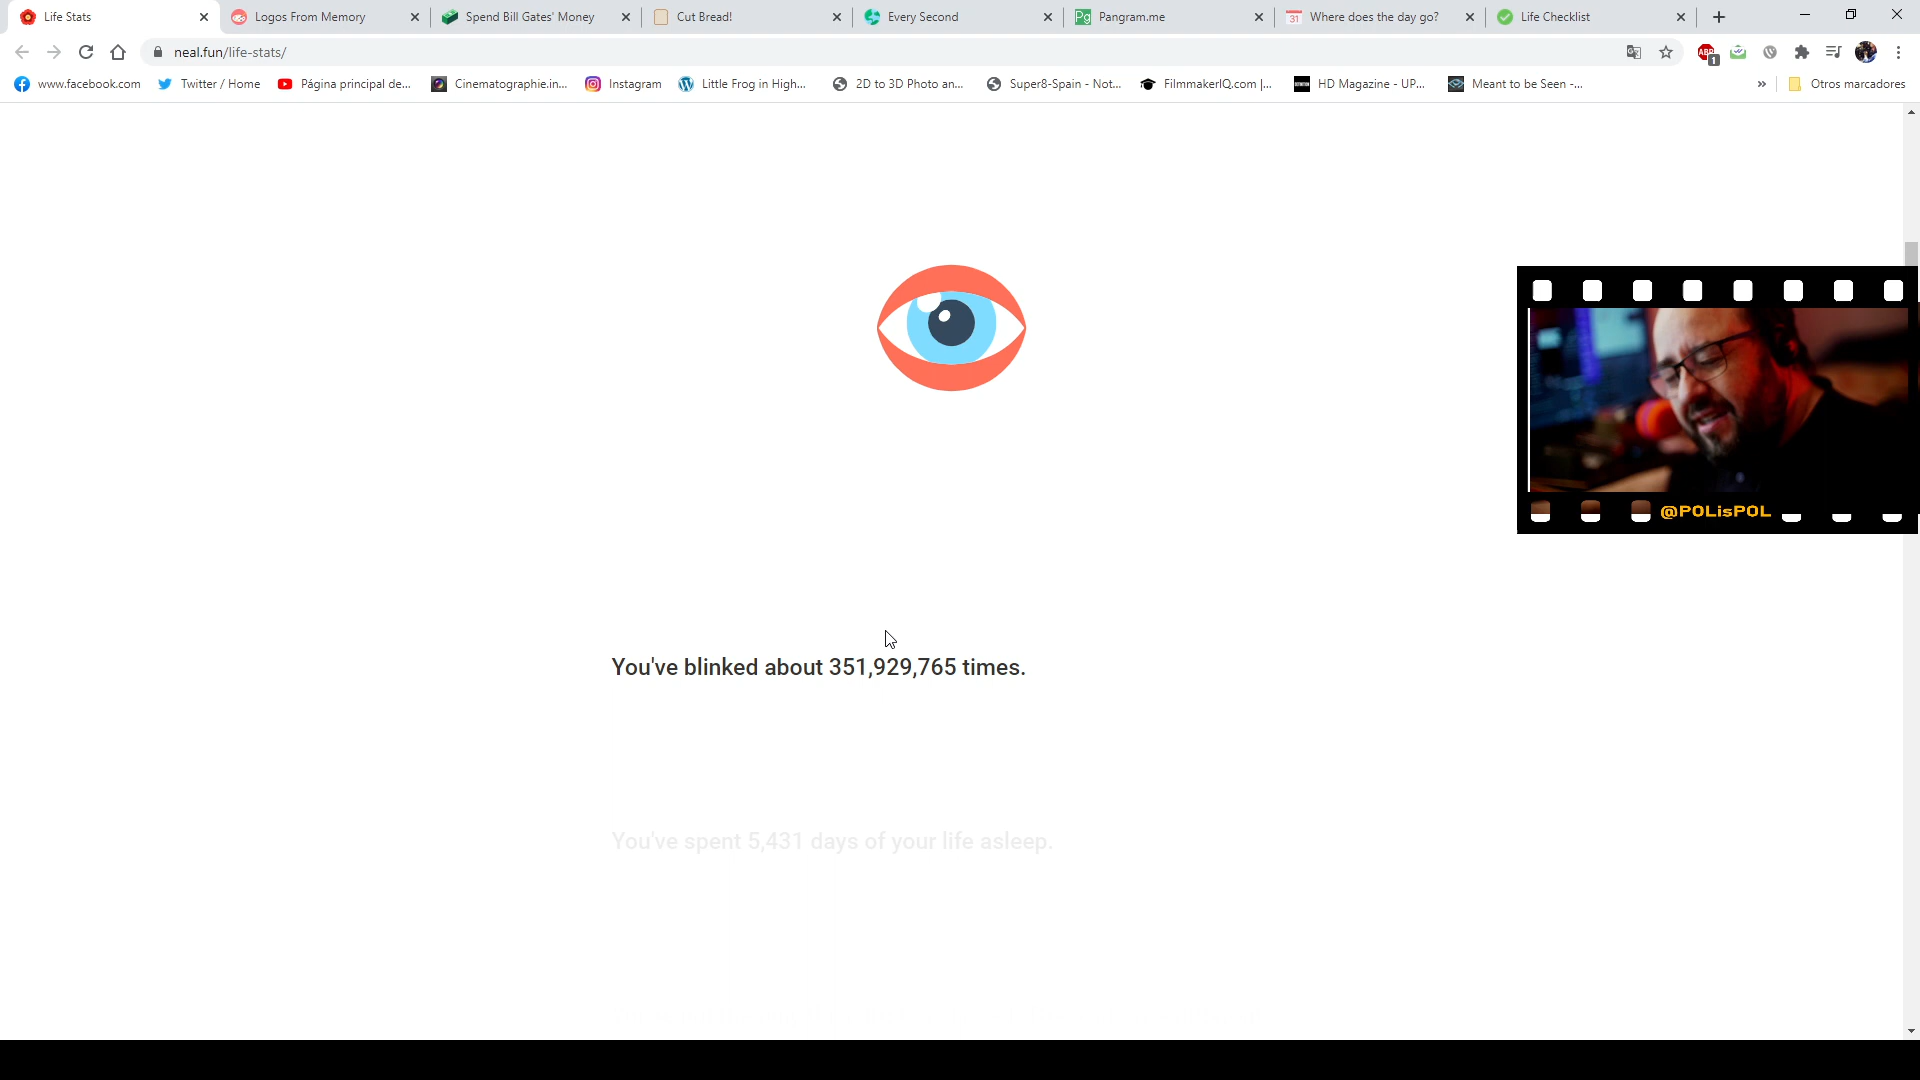 Life Stats
Logos From Memory
Spend Bill Gates' Money
Cut Bread!
Every Second
Pg Pangram.me
31 Where does the day go?
Life Checklist
neal.fun/life-stats/
ABP 1
www.facebook.com
Twitter / Home
Página principal de...
Cinematographie.in...
Instagram
Little Frog in High...
2D to 3D Photo an...
Super8-Spain - Not...
FilmmakerIQ.com |...
HD Magazine - UP...
Meant to be Seen -...
»
Otros marcadores
@POLisPOL
You've blinked about 351,929,765 times.
You've spent 5,431 days of your life asleep.